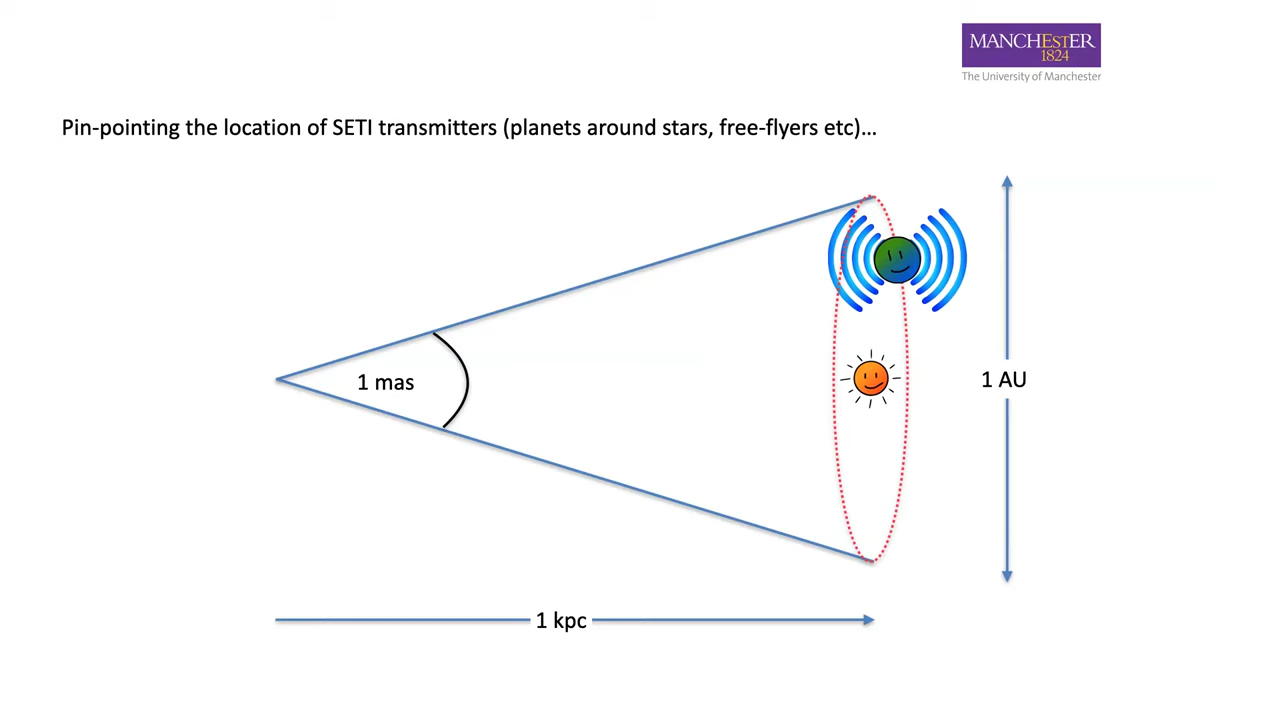 MANCHESTER
1824
The University of Manchester
Pin-pointing the location of SETI transmitters (planets around stars, free-flyers etc)…
1 mas
1 AU
1 kpc